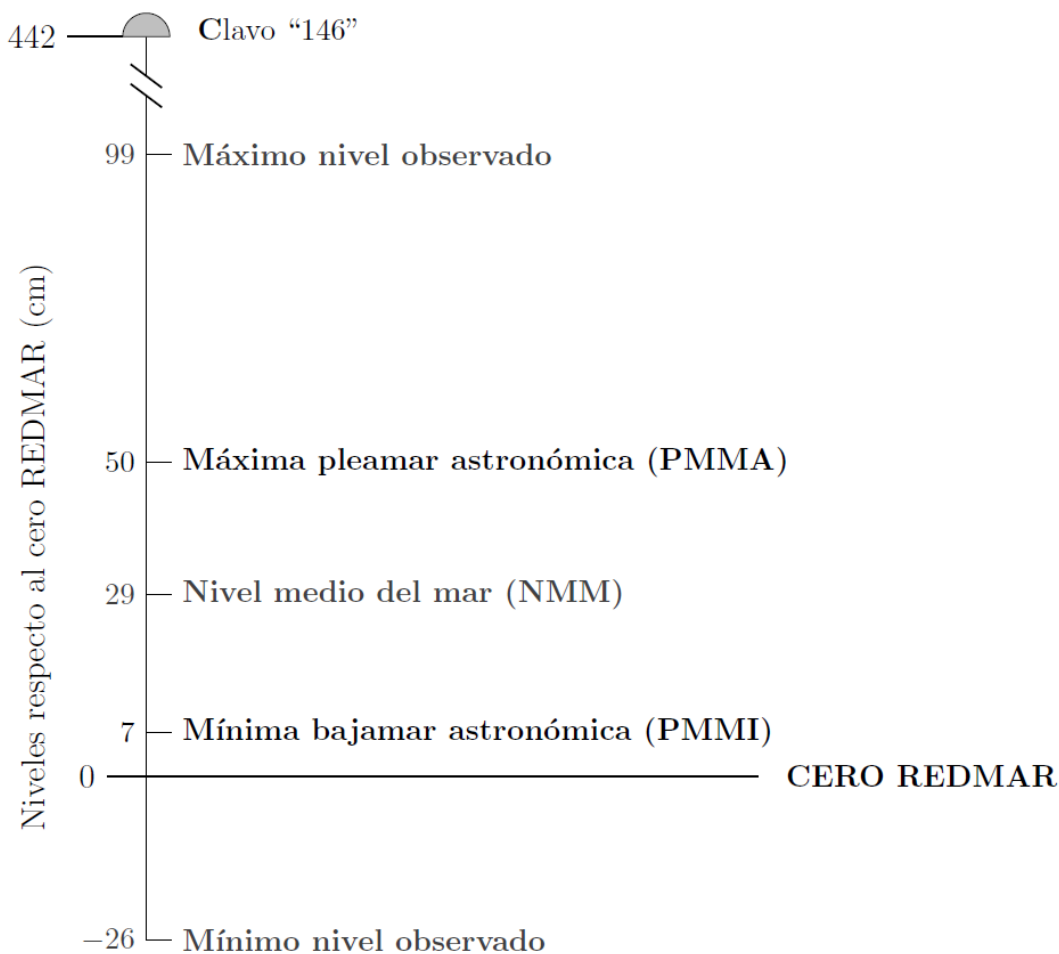 442 Clavo “146”
99 Máximo nivel observado
Niveles respecto al cero REDMAR (cm)
50 Máxima pleamar astronómica (PMMA)
29 Nivel medio del mar (NMM)
7 Mínima bajamar astronómica (PMMI)
0 CERO REDMAR
−26 Mínimo nivel observado